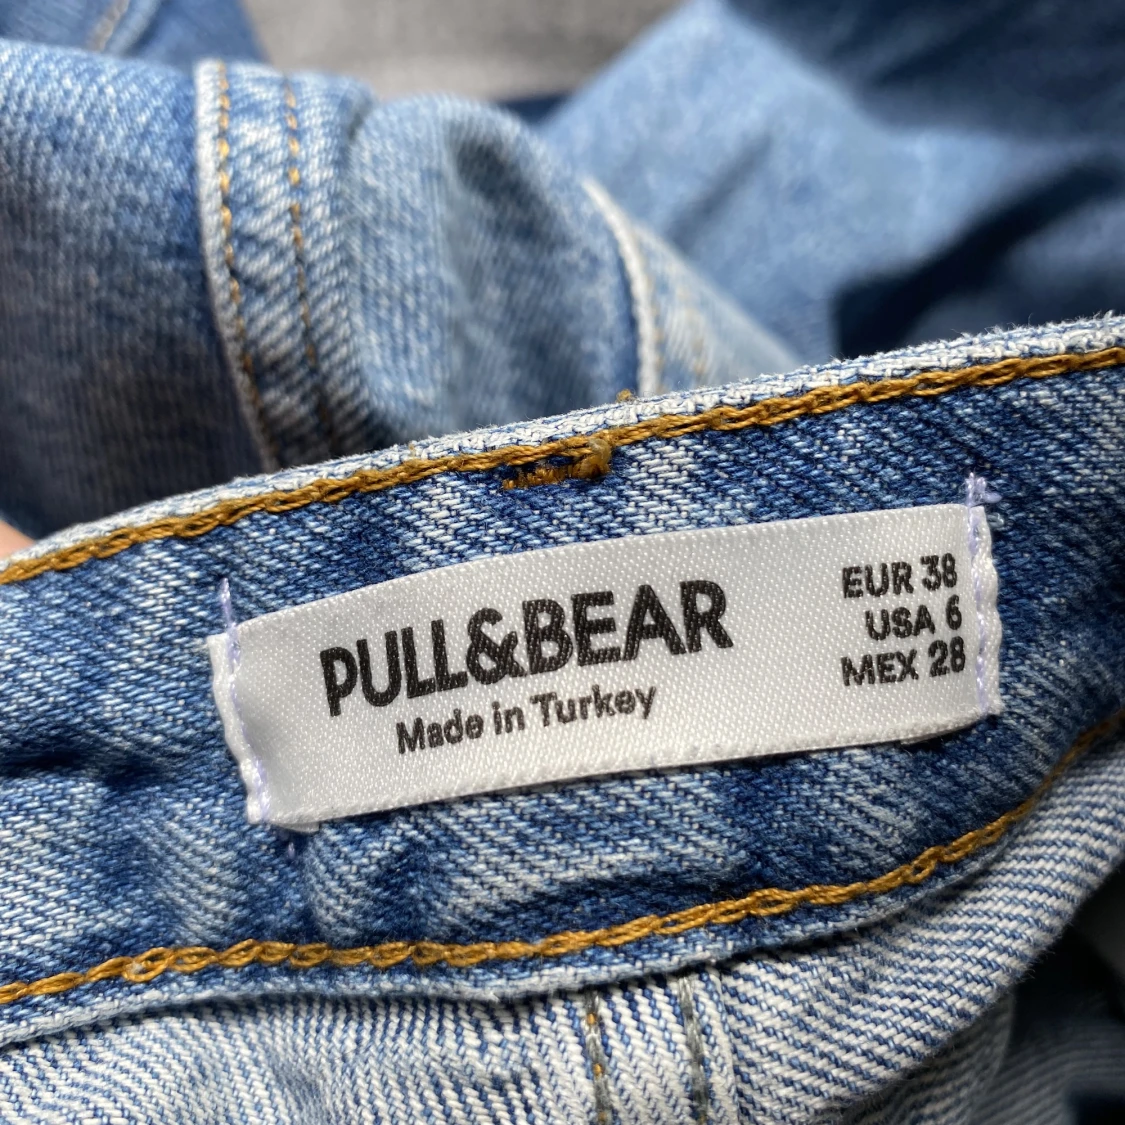 PULL&BEAR
Made in Turkey
EUR 38
USA 6
MEX 28